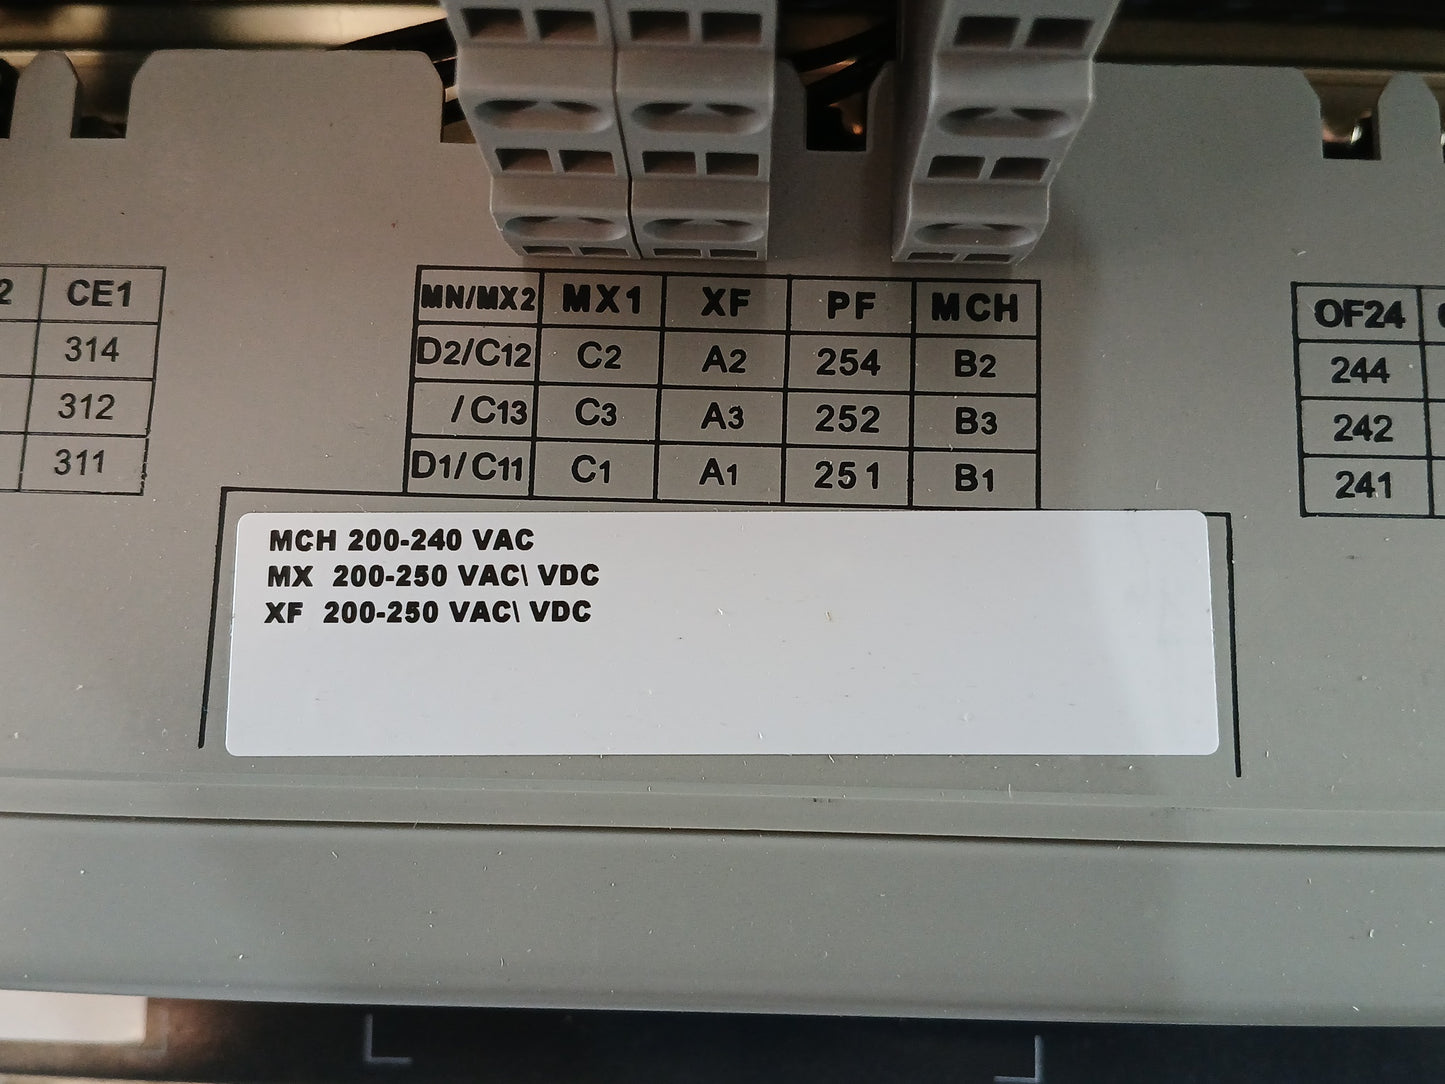 2 CE1
314
312
311
MN/MX2 MX1 XF PF MCH
D2/C12 C2 A2 254 B2
/C13 C3 A3 252 B3
D1/C11 C1 A1 251 B1
OF24
244
242
241
MCH 200-240 VAC
MX 200-250 VAC\ VDC
XF 200-250 VAC\ VDC